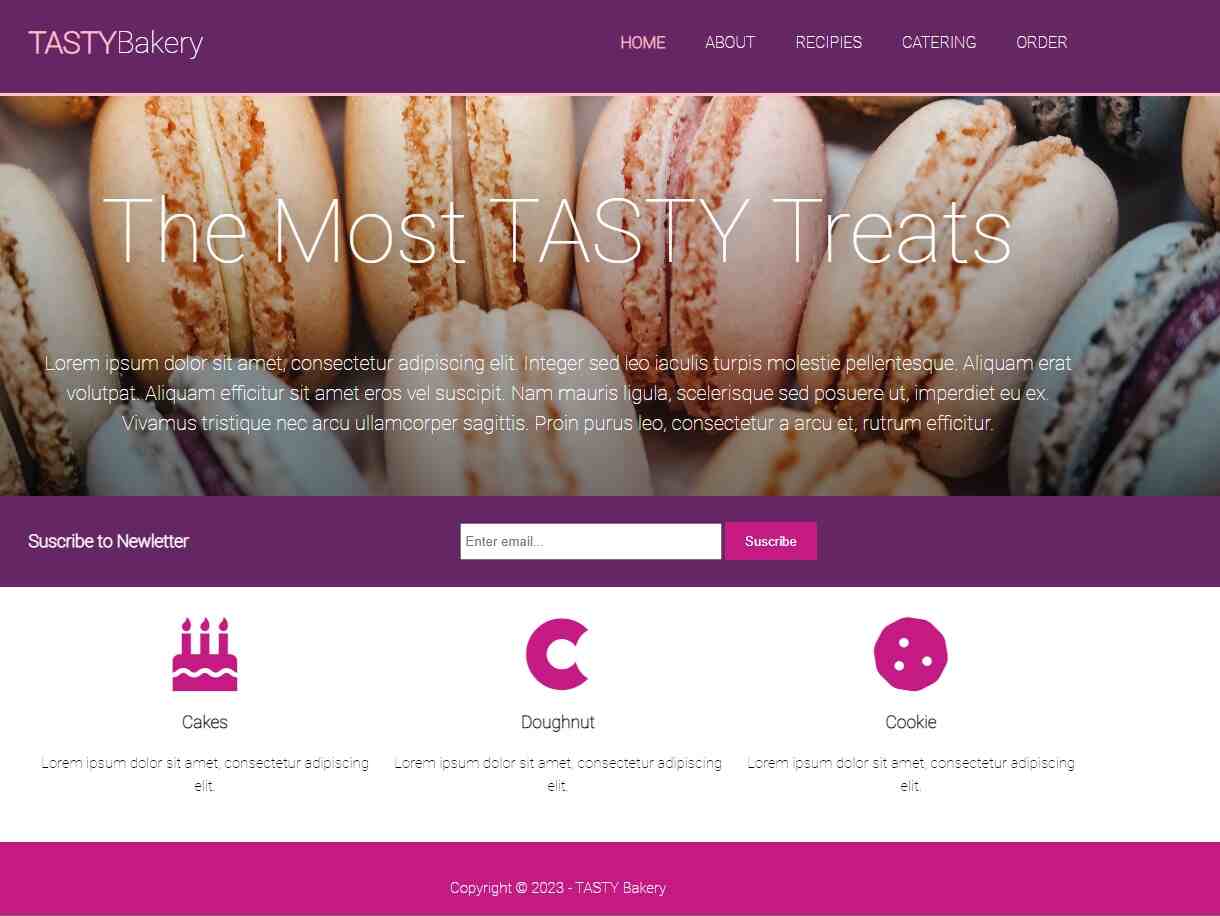 TASTYBakery
HOME ABOUT RECIPIES CATERING ORDER
The Most TASTY Treats
Lorem ipsum dolor sit amet, consectetur adipiscing elit. Integer sed leo iaculis turpis molestie pellentesque. Aliquam erat
volutpat. Aliquam efficitur sit amet eros vel suscipit. Nam mauris ligula, scelerisque sed posuere ut, imperdiet eu ex.
Vivamus tristique nec arcu ullamcorper sagittis. Proin purus leo, consectetur a arcu et, rutrum efficitur.
Suscribe to Newletter
Enter email... Suscribe
Cakes
Lorem ipsum dolor sit amet, consectetur adipiscing
elit.
Doughnut
Lorem ipsum dolor sit amet, consectetur adipiscing
elit.
Cookie
Lorem ipsum dolor sit amet, consectetur adipiscing
elit.
Copyright © 2023 - TASTY Bakery